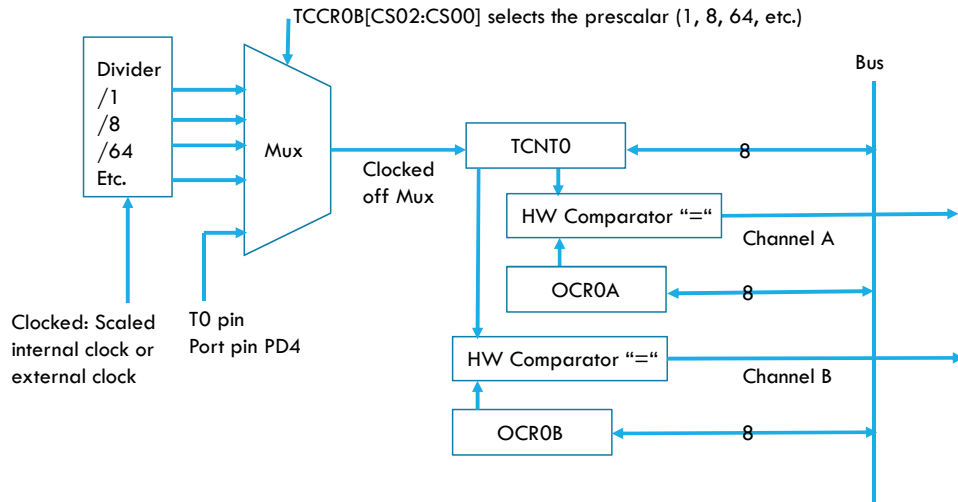 TCCR0B[CS02:CS00] selects the prescalar (1, 8, 64, etc.)
Divider
/1
/8
/64
Etc.
Mux
Bus
Clocked
off Mux
TCNT0
8
HW Comparator “=“
Channel A
OCR0A
8
Clocked: Scaled
internal clock or
external clock
T0 pin
Port pin PD4
HW Comparator “=“
Channel B
OCR0B
8